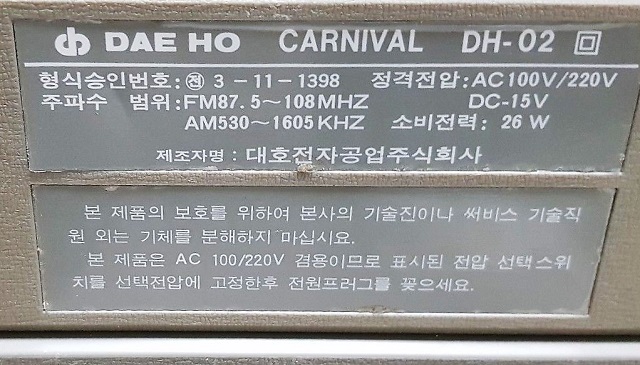 DAE HO CARNIVAL DH-02
형식승인번호: ㉠ 3-11-1398 정격전압: AC100V/220V
주파수 범위: FM87.5~108MHZ DC-15V
AM530~1605KHZ 소비전력: 26W
제조자명: 대호전자공업주식회사
본 제품의 보호를 위하여 본사의 기술진이나 써비스 기술직
원 외는 기체를 분해하지 마십시요.
본 제품은 AC 100/220V 겸용이므로 표시된 전압 선택스위
치를 선택전압에 고정한후 전원프러그를 꽂으세요.